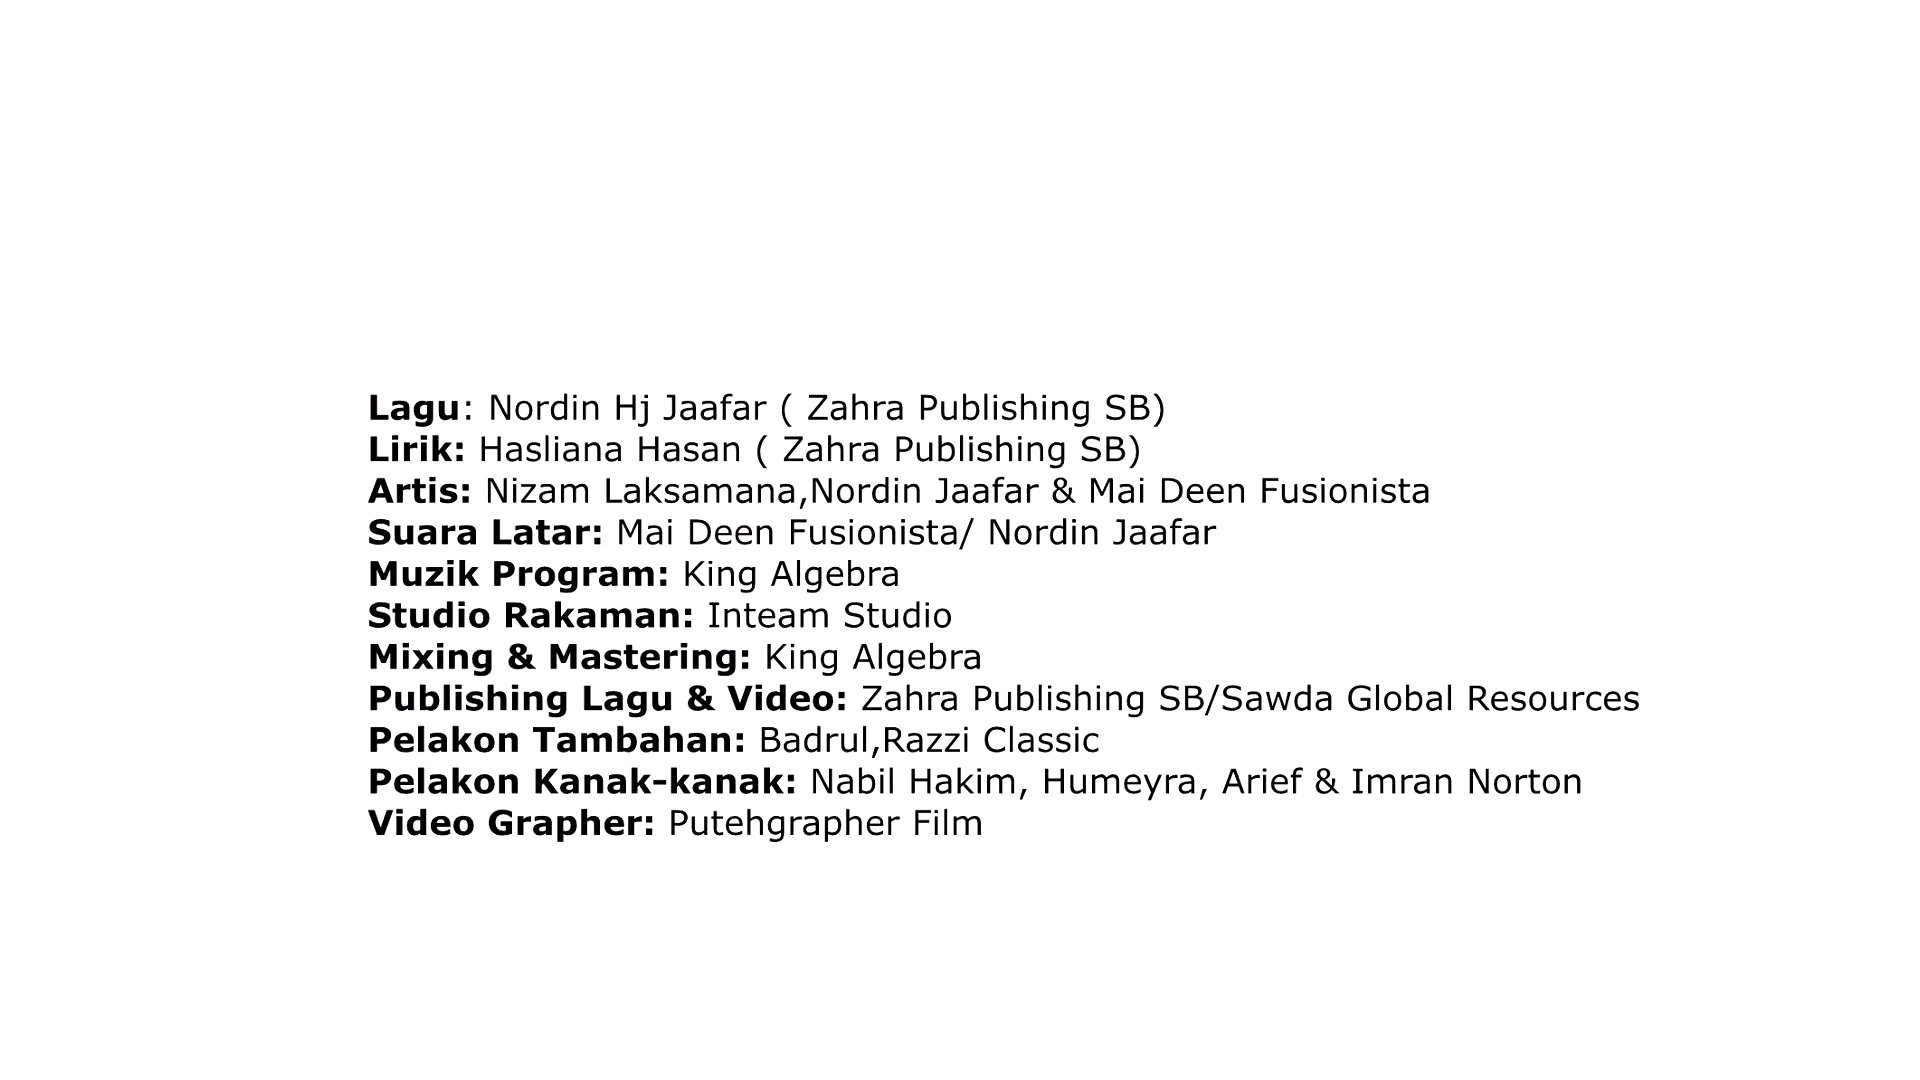 Lagu: Nordin Hj Jaafar ( Zahra Publishing SB)
Lirik: Hasliana Hasan ( Zahra Publishing SB)
Artis: Nizam Laksamana,Nordin Jaafar & Mai Deen Fusionista
Suara Latar: Mai Deen Fusionista/ Nordin Jaafar
Muzik Program: King Algebra
Studio Rakaman: Inteam Studio
Mixing & Mastering: King Algebra
Publishing Lagu & Video: Zahra Publishing SB/Sawda Global Resources
Pelakon Tambahan: Badrul,Razzi Classic
Pelakon Kanak-kanak: Nabil Hakim, Humeyra, Arief & Imran Norton
Video Grapher: Putehgrapher Film